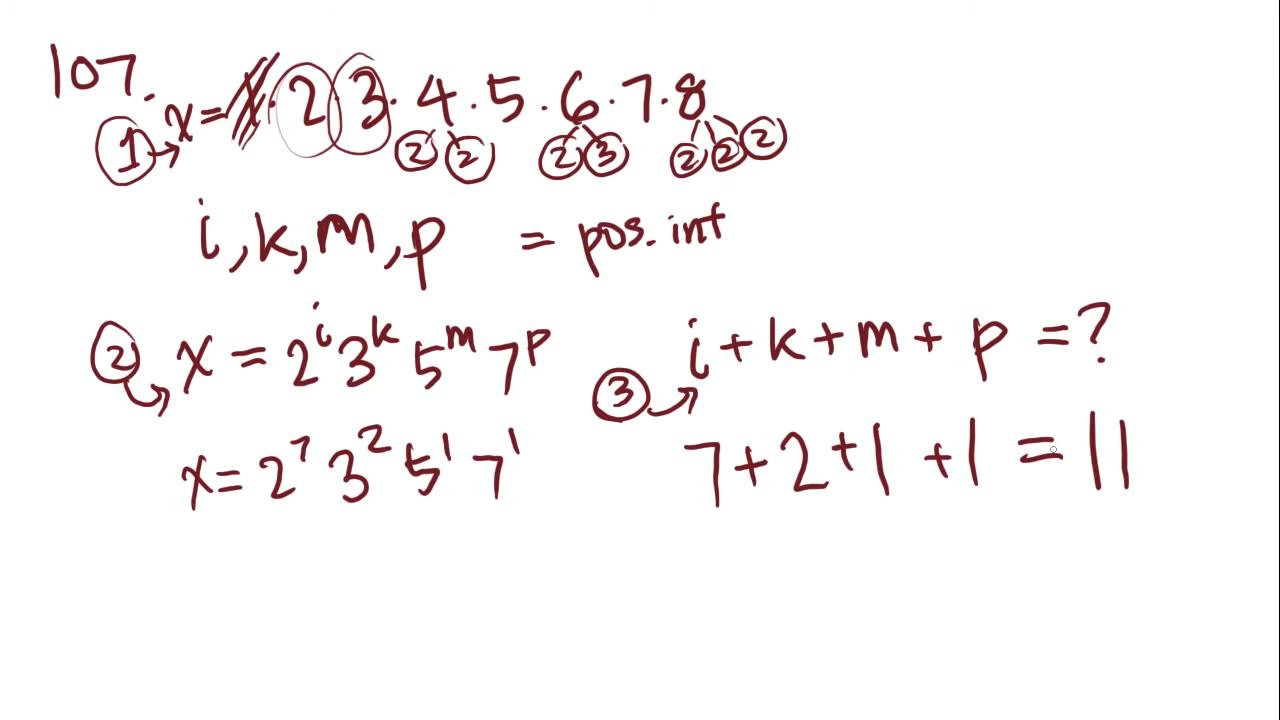 107.
① → x = 1 · 2 · 3 · 4 · 5 · 6 · 7 · 8
② ② ② ③ ② ② ②
i, k, m, p = pos. int
② x = 2^i 3^k 5^m 7^p
③ i + k + m + p = ?
x = 2^7 3^2 5^1 7^1
7 + 2 + 1 + 1 = 11